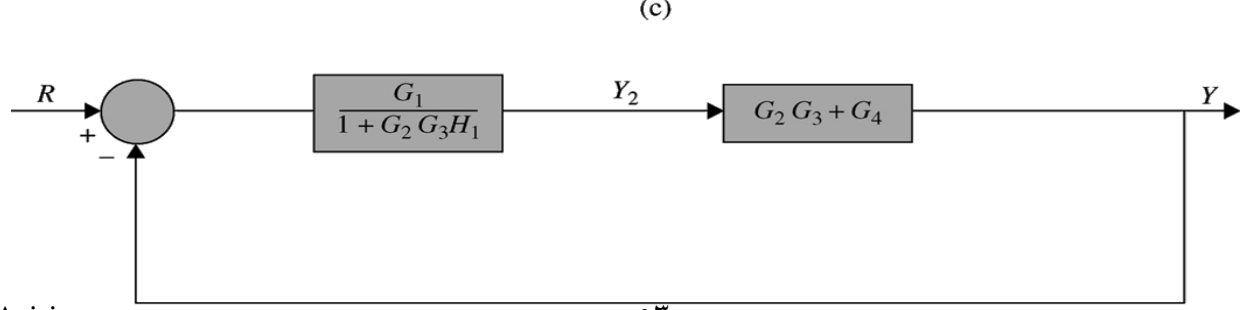 (c)
R
+
−
G₁
1 + G₂ G₃H₁
Y₂
G₂ G₃ + G₄
Y